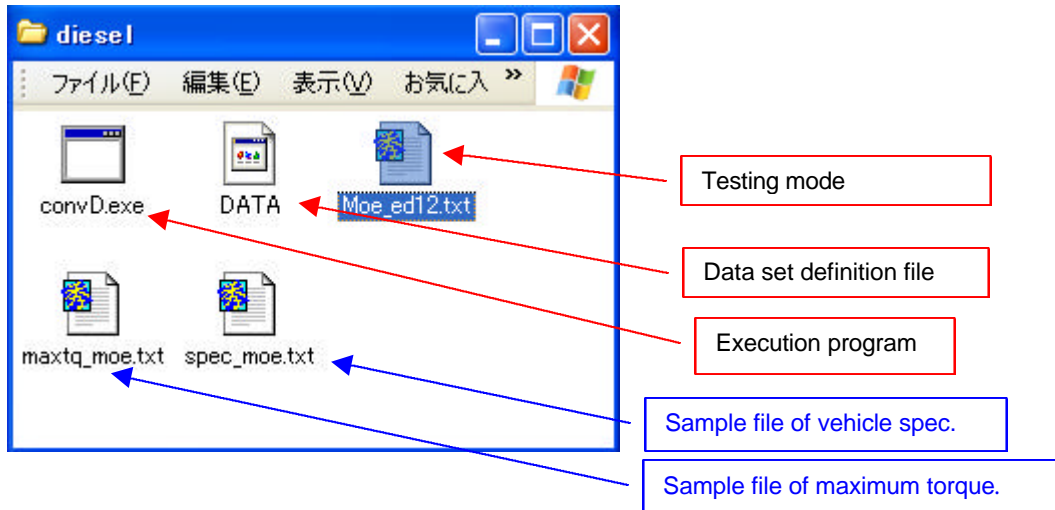 diesel
ファイル(F) 編集(E) 表示(V) お気に入 »
convD.exe DATA Moe_ed12.txt
maxtq_moe.txt spec_moe.txt
Testing mode
Data set definition file
Execution program
Sample file of vehicle spec.
Sample file of maximum torque.